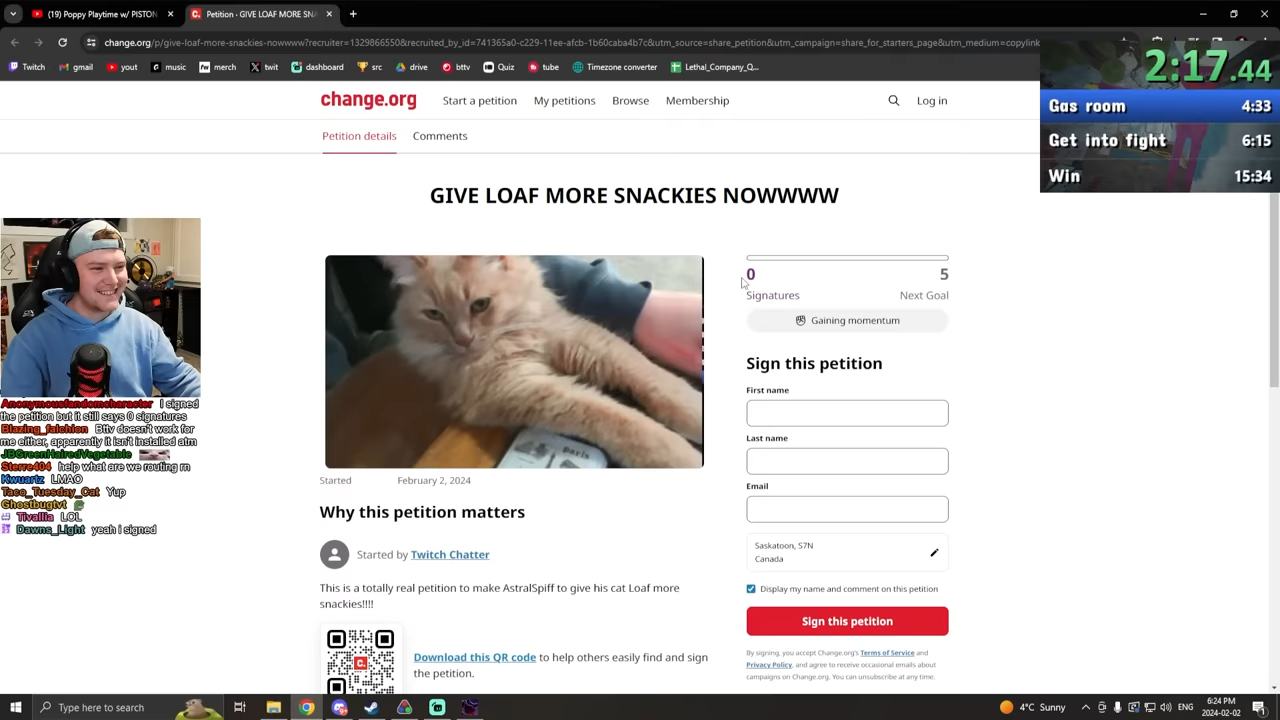 (1) Playing w/ PISTON
Petition · GIVE LOAF MORE SN
change.org/p/give-loaf-more-snackies-nowwww?recruiter=1329866550&recruited_by_id=741365a0-c229-11ee-afcb-1b60caba4b7c&utm_source=share_petition&utm_campaign=share_for_starters_page&utm_medium=copylink
Twitch gmail yout music merch twit dashboard src drive bttv Quiz tube Timezone converter Lethal_Company_Q...
2:17.44
Gas room 4:33
Get into fight 6:15
Win 15:34
change.org Start a petition My petitions Browse Membership Log in
Petition details Comments
GIVE LOAF MORE SNACKIES NOWWWW
0 5
Signatures Next Goal
Gaining momentum
Sign this petition
First name
Last name
Email
Saskatoon, S7N
Canada
Display my name and comment on this petition
Sign this petition
By signing, you accept Change.org's Terms of Service and
Privacy Policy, and agree to receive occasional emails about
campaigns on Change.org. You can unsubscribe at any time.
paris
Started February 2, 2024
Why this petition matters
Started by Twitch Chatter
This is a totally real petition to make AstralSpiff to give his cat Loaf more
snackies!!!!
Download this QR code to help others easily find and sign
the petition.
Anonymousfandomcharacter I signed
the petition but it still says 0 signatures
Blazing_falchion Bttv doesn't work for
me either, apparently it isn't installed atm
JBGreenHairedVegetable
Sterre404 help what are we routing rn
Kwuartz LMAO
Taco_Tuesday_Cat Yup
Ghostbugtvt
Tivallia LOL
Dawns_Light yeah i signed
Type here to search
4°C Sunny
ENG
6:24 PM
2024-02-02
1